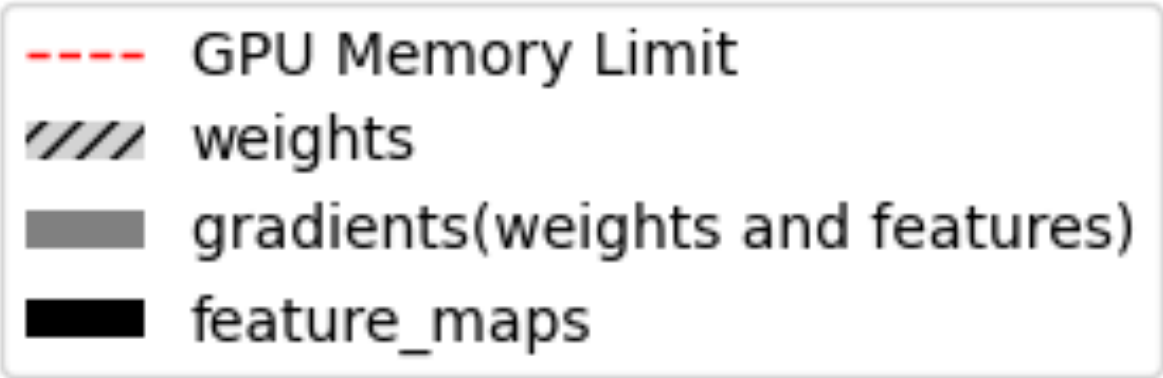 GPU Memory Limit
weights
gradients(weights and features)
feature_maps